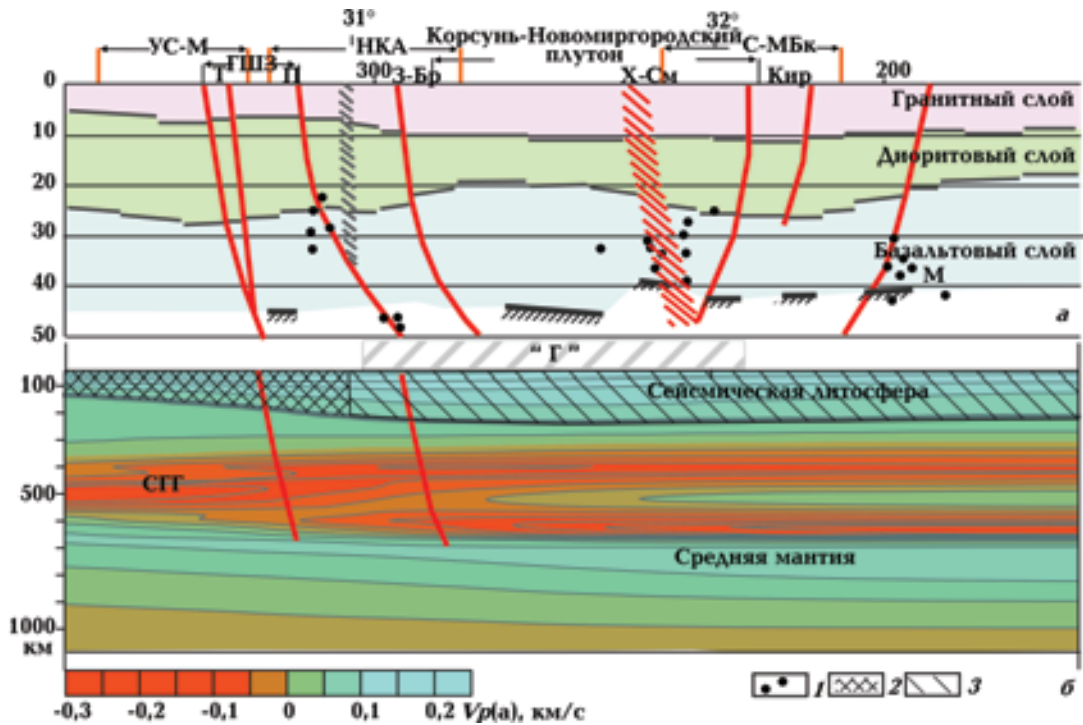 31° 32°
УС-М НКА Корсунь-Новомиргородский
плутон С-МБк
ГШЗ
Т П 300 З-Бр Х-См Кир 200
0 Гранитный слой
10
Диоритовый слой
20
30 Базальтовый слой
М
40
50 а
" Г "
100 Сейсмическая литосфера
СГГ
500
Средняя мантия
1000
км
1 2 3 б
-0,3 -0,2 -0,1 0 0,1 0,2 Vp(a), км/с